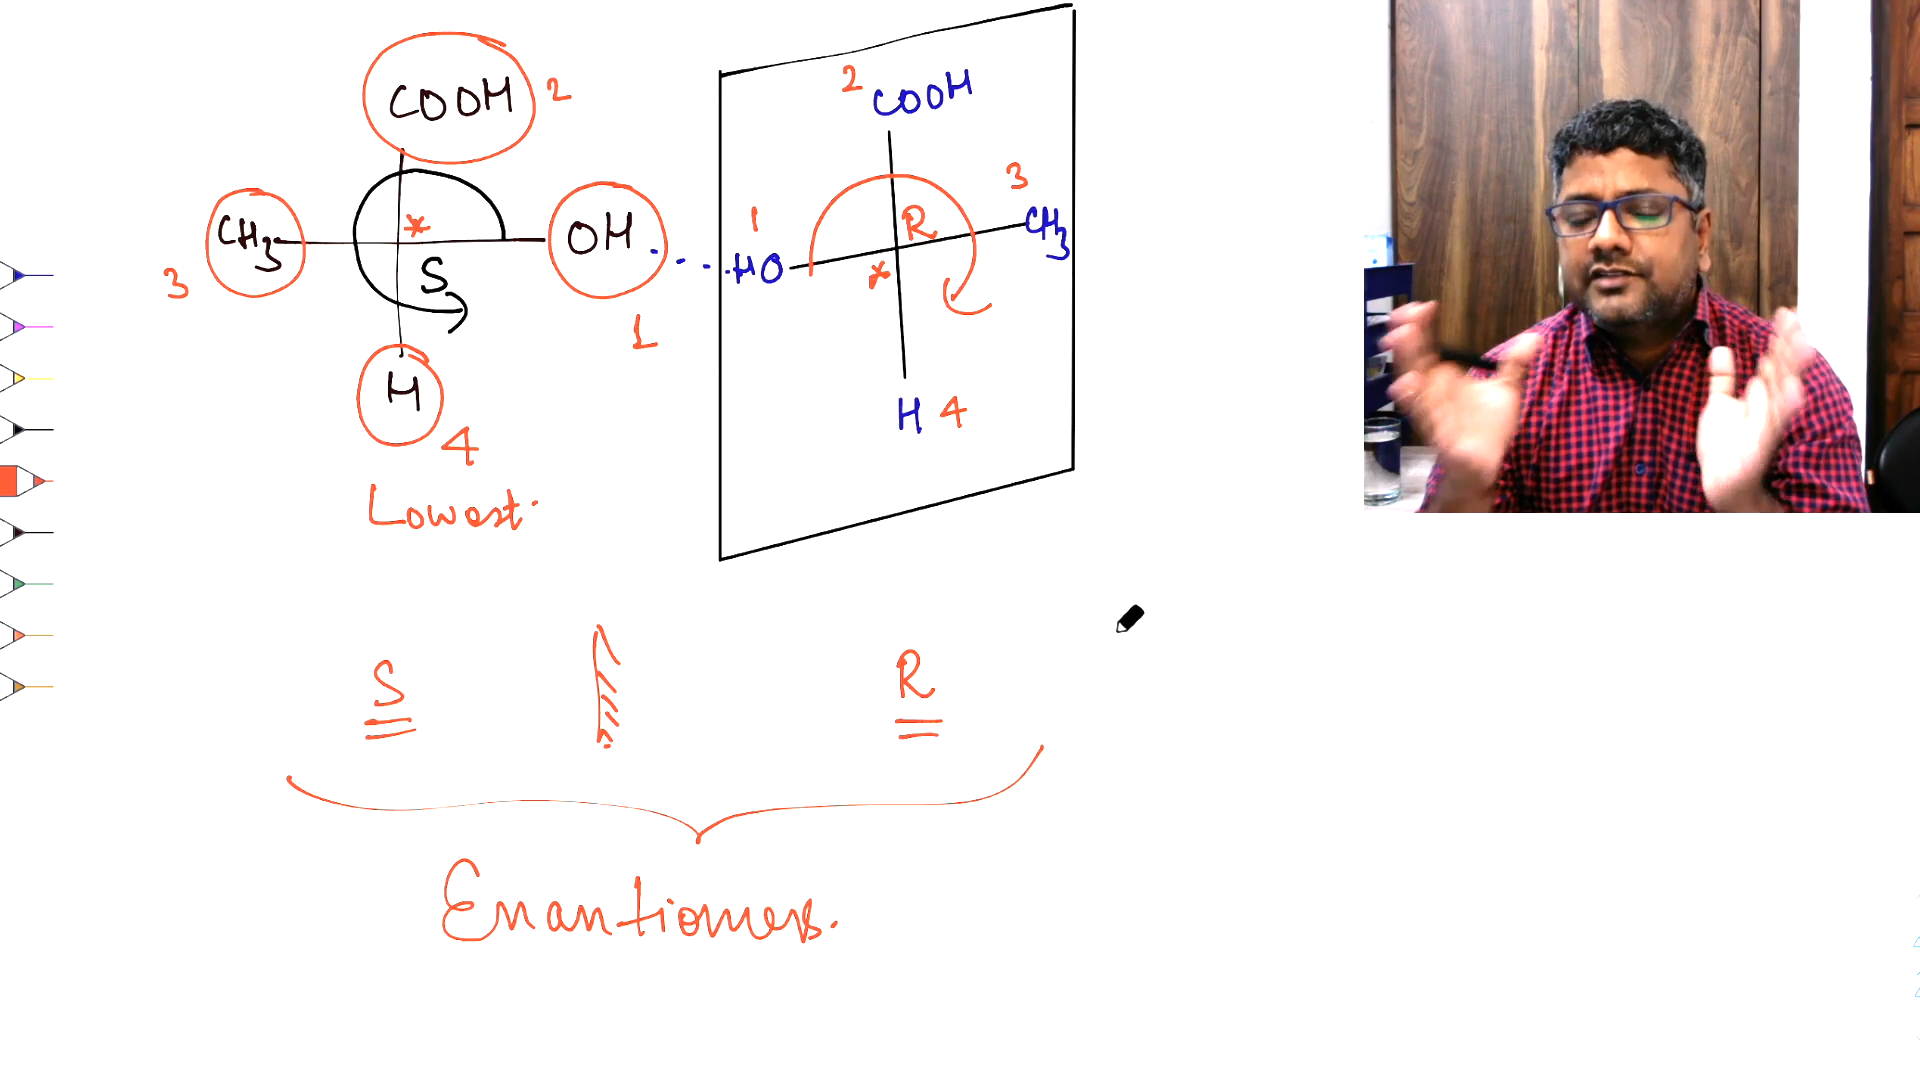 COOH 2
CH3
3
*
S
OH
1
H
4
Lowest.
2 COOH
3
CH3
1
HO
R
*
H 4
S
R
Enantiomers.